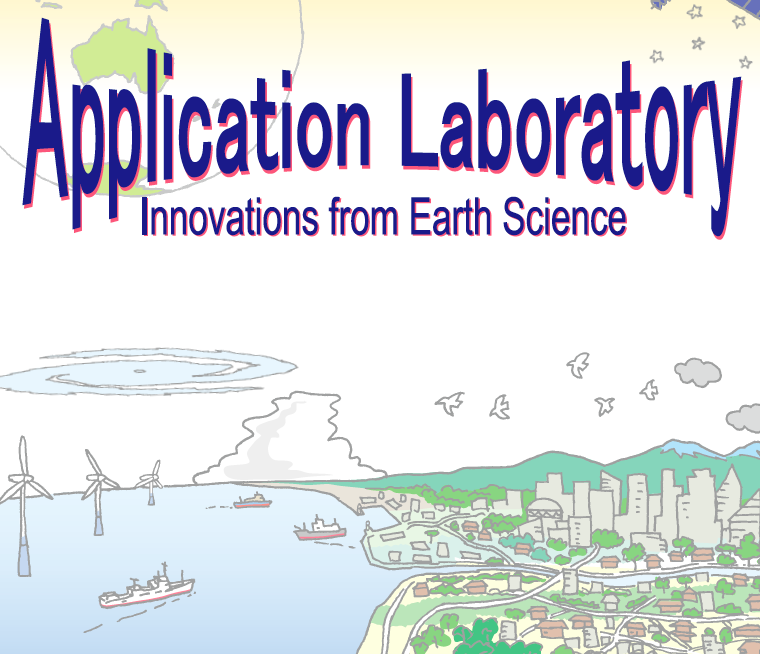 Application Laboratory
Innovations from Earth Science